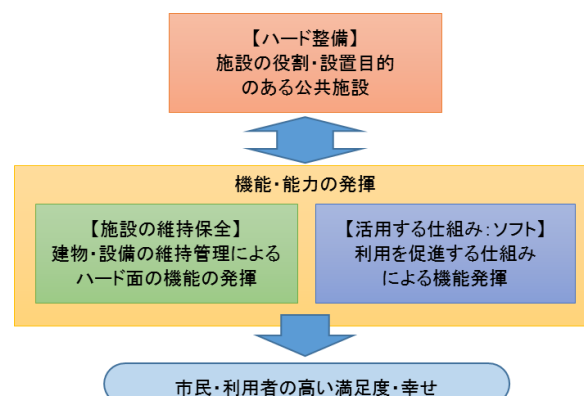 【ハード整備】
施設の役割・設置目的
のある公共施設
機能・能力の発揮
【施設の維持保全】
建物・設備の維持管理による
ハード面の機能の発揮
【活用する仕組み：ソフト】
利用を促進する仕組み
による機能発揮
市民・利用者の高い満足度・幸せ